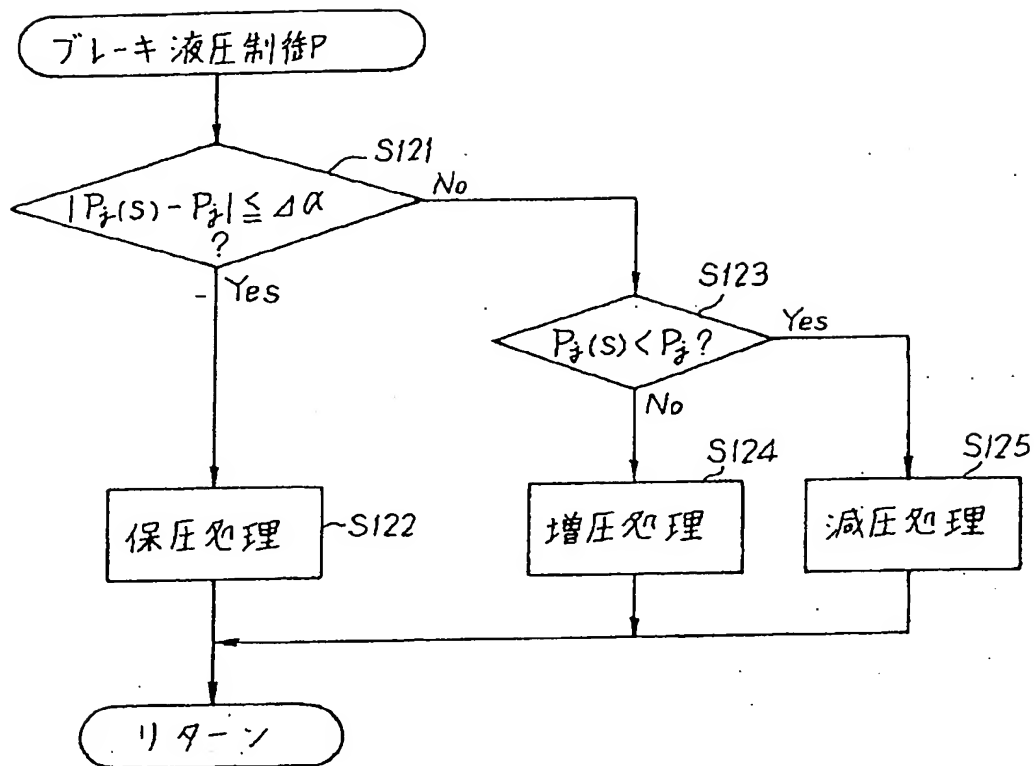 ブレーキ液圧制御P
S121
|Pj(S) - Pj| ≦ Δα
?
No
Yes
S123
Pj(S) < Pj?
Yes
No
S124
S125
保圧処理
S122
増圧処理
減圧処理
リターン